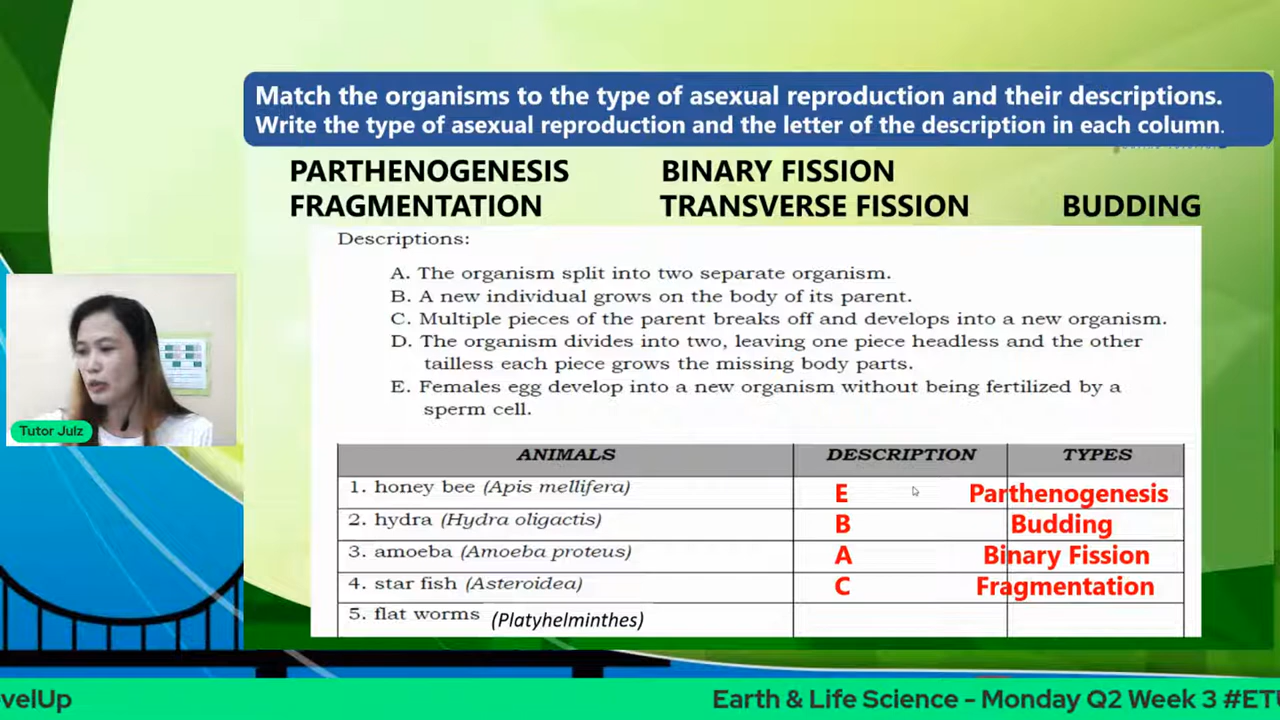 Match the organisms to the type of asexual reproduction and their descriptions.
Write the type of asexual reproduction and the letter of the description in each column.
PARTHENOGENESIS BINARY FISSION
FRAGMENTATION TRANSVERSE FISSION BUDDING
Descriptions:
A. The organism split into two separate organism.
B. A new individual grows on the body of its parent.
C. Multiple pieces of the parent breaks off and develops into a new organism.
D. The organism divides into two, leaving one piece headless and the other
tailless each piece grows the missing body parts.
E. Females egg develop into a new organism without being fertilized by a
sperm cell.
ANIMALS DESCRIPTION TYPES
1. honey bee (Apis mellifera) E Parthenogenesis
2. hydra (Hydra oligactis) B Budding
3. amoeba (Amoeba proteus) A Binary Fission
4. star fish (Asteroidea) C Fragmentation
5. flat worms (Platyhelminthes)
Tutor Julz
velUp Earth & Life Science - Monday Q2 Week 3 #ETU